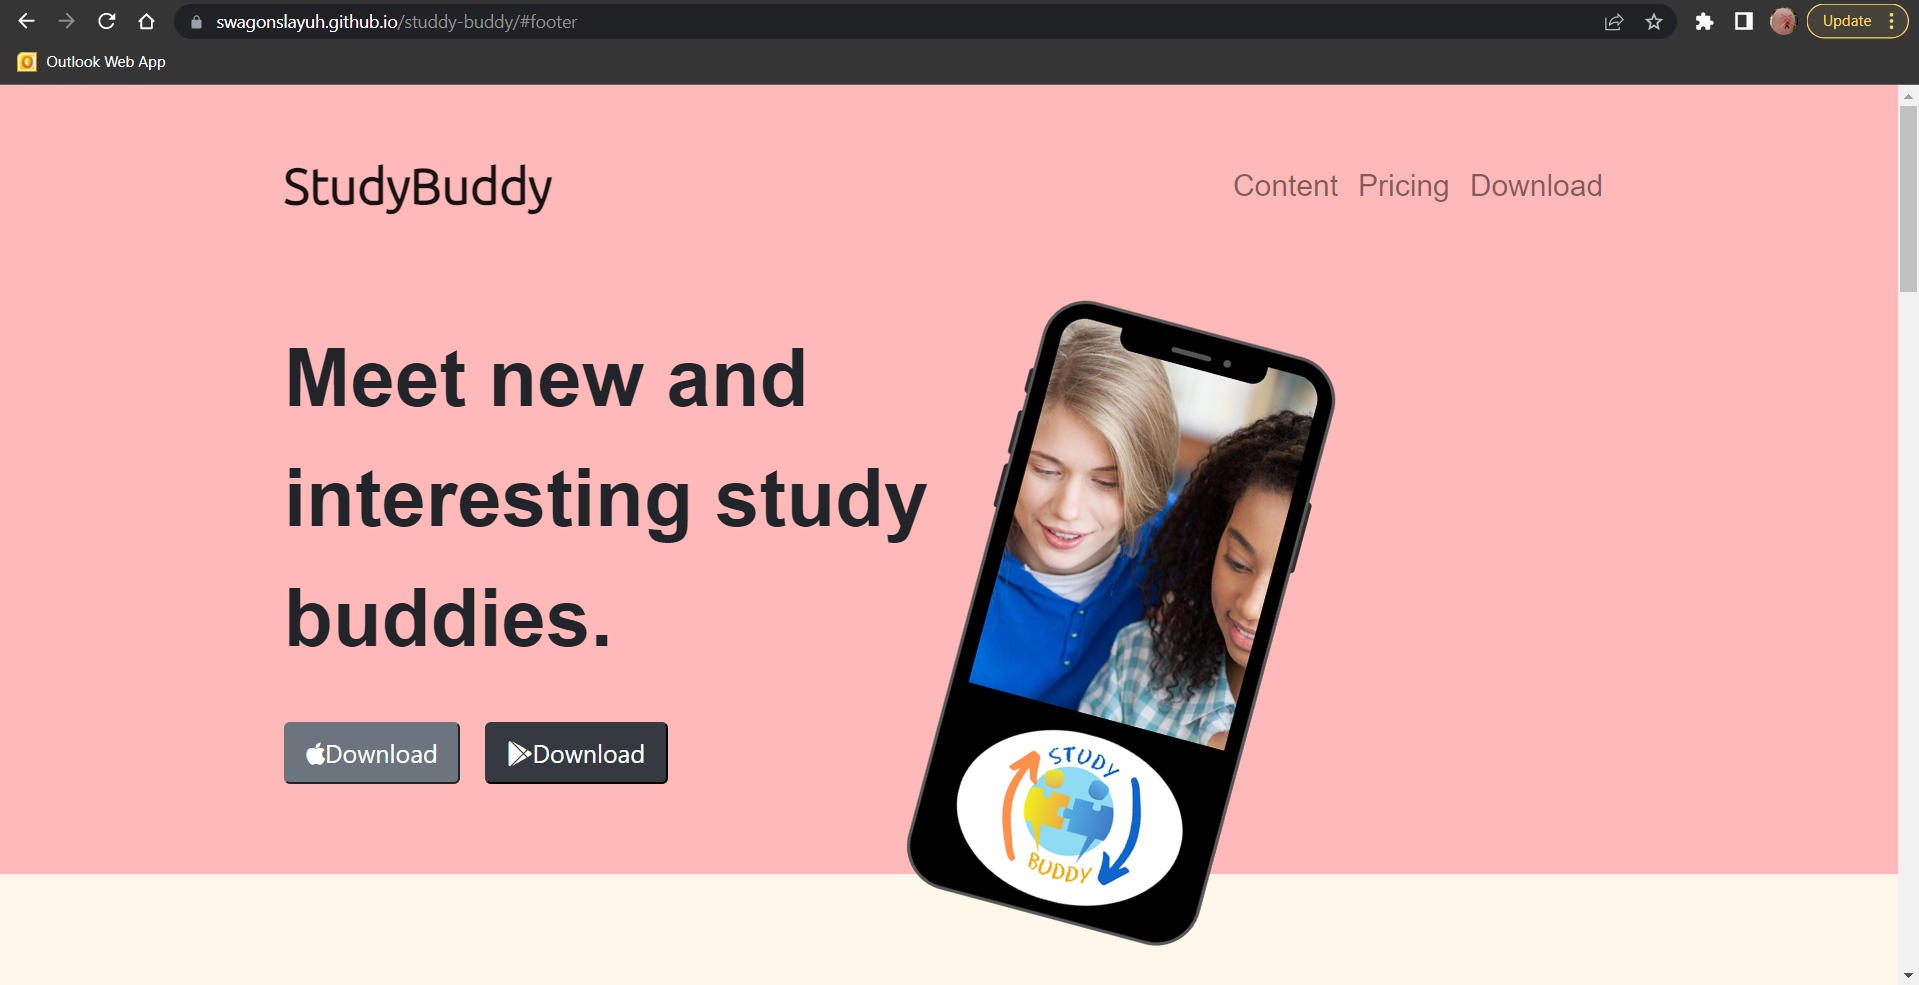 swagonslayuh.github.io/studdy-buddy/#footer
Update
Outlook Web App
StudyBuddy
Content Pricing Download
Meet new and
interesting study
buddies.
Download Download
STUDY
BUDDY